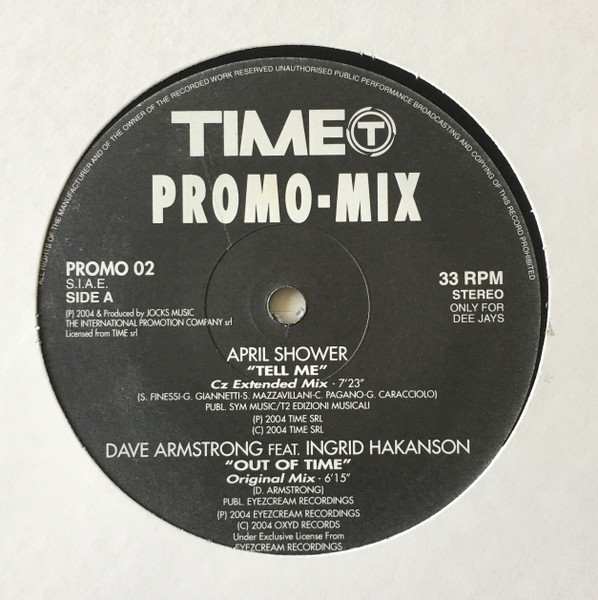 ALL RIGHTS OF THE MANUFACTURER AND OF THE OWNER OF THE RECORDED WORK RESERVED UNAUTHORISED PUBLIC PERFORMANCE BROADCASTING AND COPYING OF THIS RECORD PROHIBITED
TIME T
PROMO-MIX
PROMO 02
S.I.A.E.
SIDE A
(P) 2004 & Produced by JOCKS MUSIC
THE INTERNATIONAL PROMOTION COMPANY srl
Licensed from TIME srl
33 RPM
STEREO
ONLY FOR
DEE JAYS
APRIL SHOWER
"TELL ME"
Cz Extended Mix - 7'23"
(S. FINESSI-G. GIANNETTI-S. MAZZAVILLANI-C. PAGANO-G. CARACCIOLO)
PUBL. SYM MUSIC/T2 EDIZIONI MUSICALI
(P) 2004 TIME SRL
(C) 2004 TIME SRL
DAVE ARMSTRONG FEAT. INGRID HAKANSON
"OUT OF TIME"
Original Mix - 6'15"
(D. ARMSTRONG)
PUBL. EYEZCREAM RECORDINGS
(P) 2004 EYEZCREAM RECORDINGS
(C) 2004 OXYD RECORDS
Under Exclusive License From
EYEZCREAM RECORDINGS